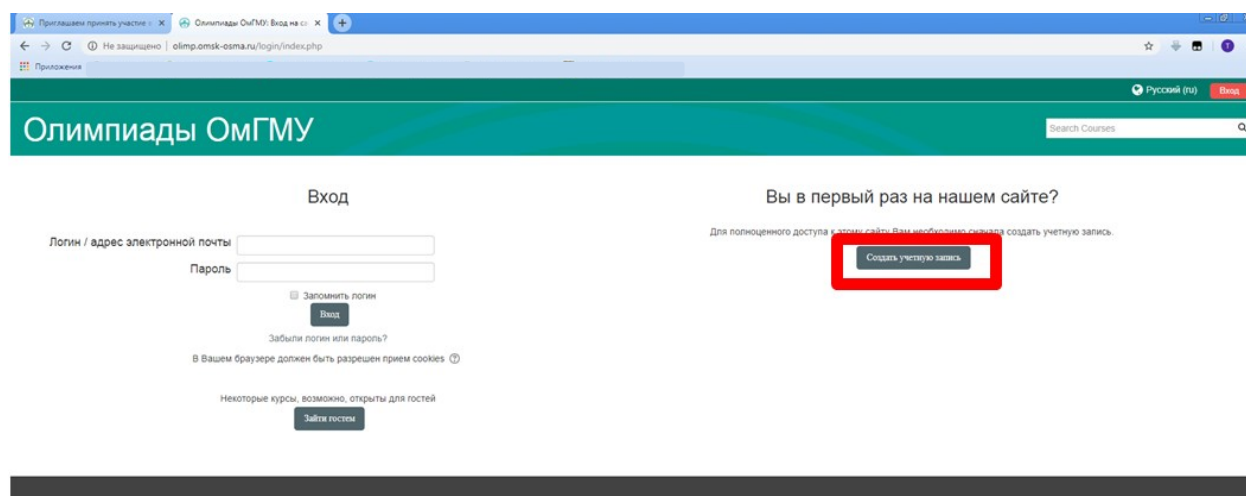 Приглашаем принять участие в
Олимпиады ОмГМУ: Вход на са
Не защищено | olimp.omsk-osma.ru/login/index.php
Приложения
Русский (ru)
Вход
Олимпиады ОмГМУ
Search Courses
Вход
Логин / адрес электронной почты
Пароль
Запомнить логин
Вход
Забыли логин или пароль?
В Вашем браузере должен быть разрешен прием cookies
Некоторые курсы, возможно, открыты для гостей
Зайти гостем
Вы в первый раз на нашем сайте?
Для полноценного доступа к этому сайту Вам необходимо сначала создать учетную запись.
Создать учетную запись